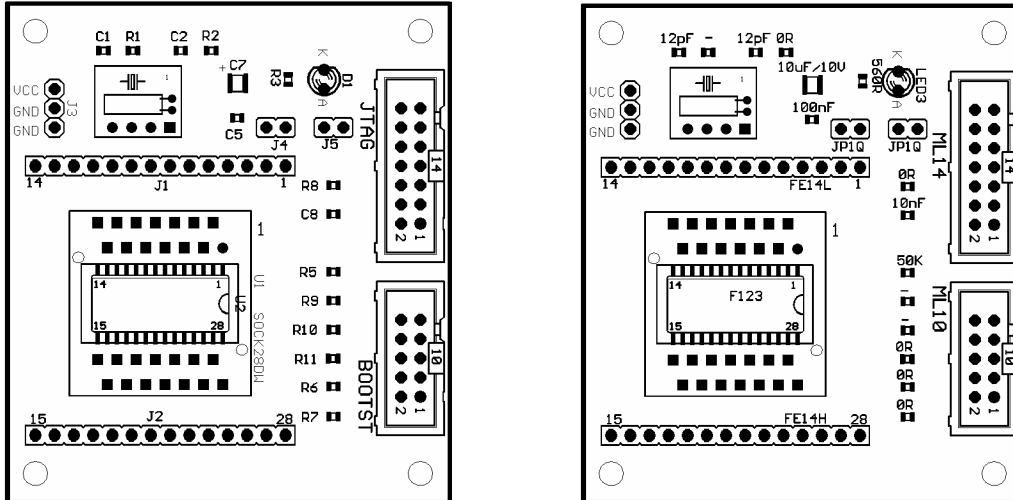 C1 R1 C2 R2
C7
+
K
D1
R3
A
VCC
GND
GND
J3
1
C5
J4
J5
JTAG
14
2 1
14 J1 1
R8
C8
1
R5
R9
R10
R11
R6
R7
14 1
15 28
U2
U1 SOCK28DW
BOOTST
10
2 1
15 J2 28
12pF - 12pF 0R
10uF/10V
560R
K
LED3
A
VCC
GND
GND
1
100nF
JP1Q
JP1Q
ML14
14
2 1
14 FE14L 1
0R
10nF
1
50K
-
-
0R
0R
0R
14 1
F123
15 28
ML10
10
2 1
15 FE14H 28